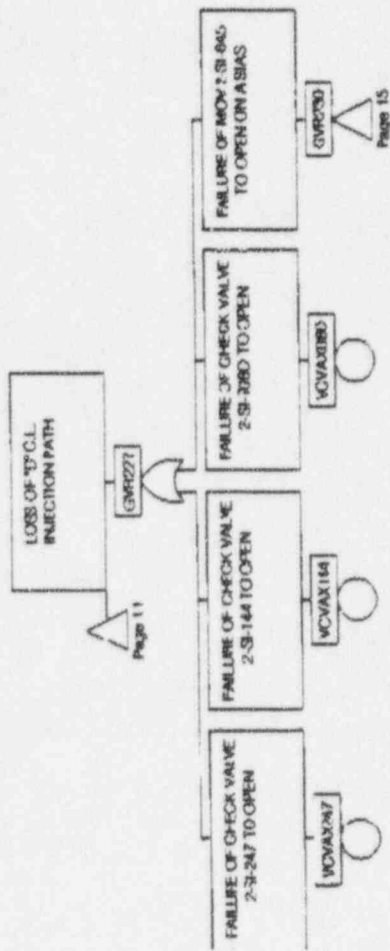 LOSS OF "D" C.L.
INJECTION PATH
GVR227
Page 11
FAILURE OF CHECK VALVE
2-SI-247 TO OPEN
VCVAX247
FAILURE OF CHECK VALVE
2-SI-144 TO OPEN
VCVAX144
FAILURE OF CHECK VALVE
TO OPEN
FAILURE OF MOV 2-SI-645
TO OPEN ON A SIAS
GVR230
Page 15